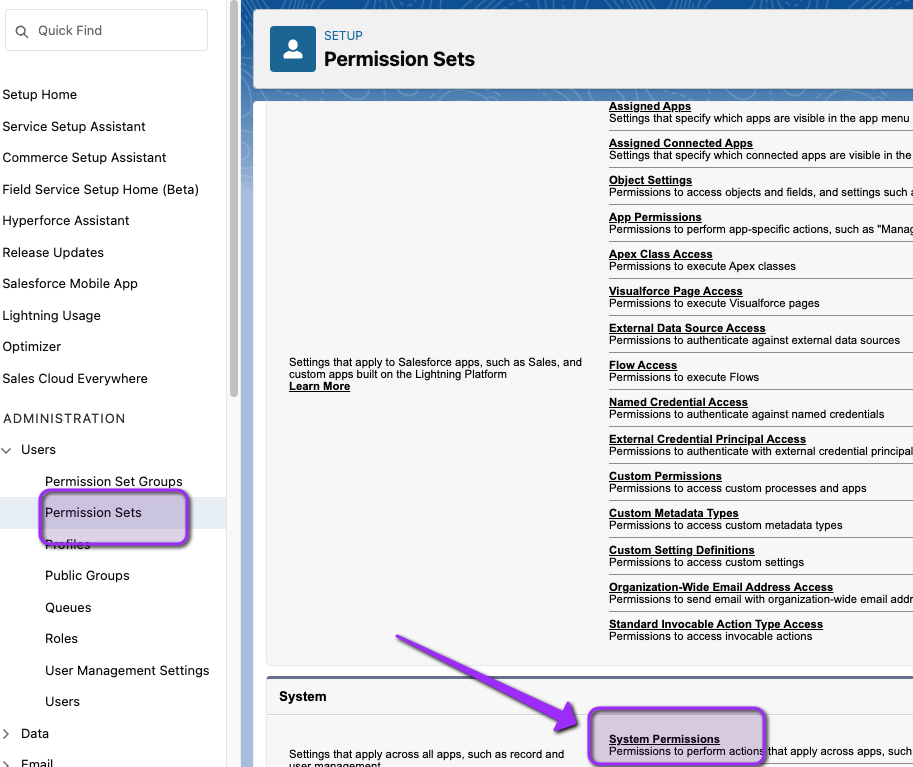 Quick Find
Setup Home
Service Setup Assistant
Commerce Setup Assistant
Field Service Setup Home (Beta)
Hyperforce Assistant
Release Updates
Salesforce Mobile App
Lightning Usage
Optimizer
Sales Cloud Everywhere
ADMINISTRATION
Users
Permission Set Groups
Permission Sets
Profiles
Public Groups
Queues
Roles
User Management Settings
Users
Data
Email
SETUP
Permission Sets
Settings that apply to Salesforce apps, such as Sales, and
custom apps built on the Lightning Platform
Learn More
Assigned Apps
Settings that specify which apps are visible in the app menu
Assigned Connected Apps
Settings that specify which connected apps are visible in the
Object Settings
Permissions to access objects and fields, and settings such
App Permissions
Permissions to perform app-specific actions, such as "Manag
Apex Class Access
Permissions to execute Apex classes
Visualforce Page Access
Permissions to execute Visualforce pages
External Data Source Access
Permissions to authenticate against external data sources
Flow Access
Permissions to execute Flows
Named Credential Access
Permissions to authenticate against named credentials
External Credential Principal Access
Permissions to authenticate with external credential principal
Custom Permissions
Permissions to access custom processes and apps
Custom Metadata Types
Permissions to access custom metadata types
Custom Setting Definitions
Permissions to access custom settings
Organization-Wide Email Address Access
Permissions to send email with organization-wide email addr
Standard Invocable Action Type Access
Permissions to access invocable actions
System
Settings that apply across all apps, such as record and
user management
System Permissions
Permissions to perform actions that apply across apps, such